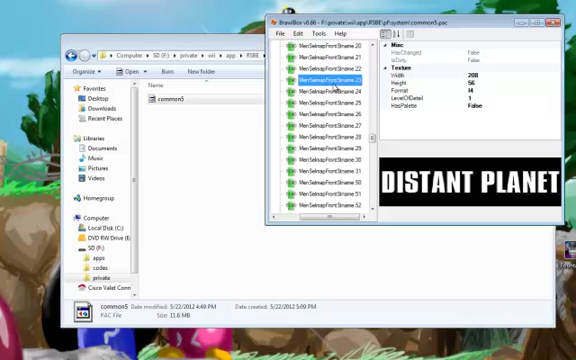 BrawlBox v0.66 - F:\private\wii\app\RSBE\pf\system\common5.pac
File Edit Tools Help
Computer SD (F:) private wii app RSBE
Organize Open Burn New folder
Name
common5
Favorites
Desktop
Downloads
Recent Places
Libraries
Documents
Music
Pictures
Videos
Homegroup
Computer
Local Disk (C:)
DVD RW Drive (E
SD (F:)
apps
codes
private
Cisco Valet Connec
MenSelmapFrontStname.20
MenSelmapFrontStname.21
MenSelmapFrontStname.22
MenSelmapFrontStname.23
MenSelmapFrontStname.24
MenSelmapFrontStname.25
MenSelmapFrontStname.26
MenSelmapFrontStname.27
MenSelmapFrontStname.28
MenSelmapFrontStname.29
MenSelmapFrontStname.30
MenSelmapFrontStname.31
MenSelmapFrontStname.50
MenSelmapFrontStname.51
MenSelmapFrontStname.52
Misc
HasChanged False
IsDirty False
Texture
Width 208
Height 56
Format I4
LevelOfDetail 1
HasPalette False
DISTANT PLANET
common5 Date modified: 5/22/2012 4:49 PM Date created: 5/22/2012 5:09 PM
PAC File Size: 11.6 MB